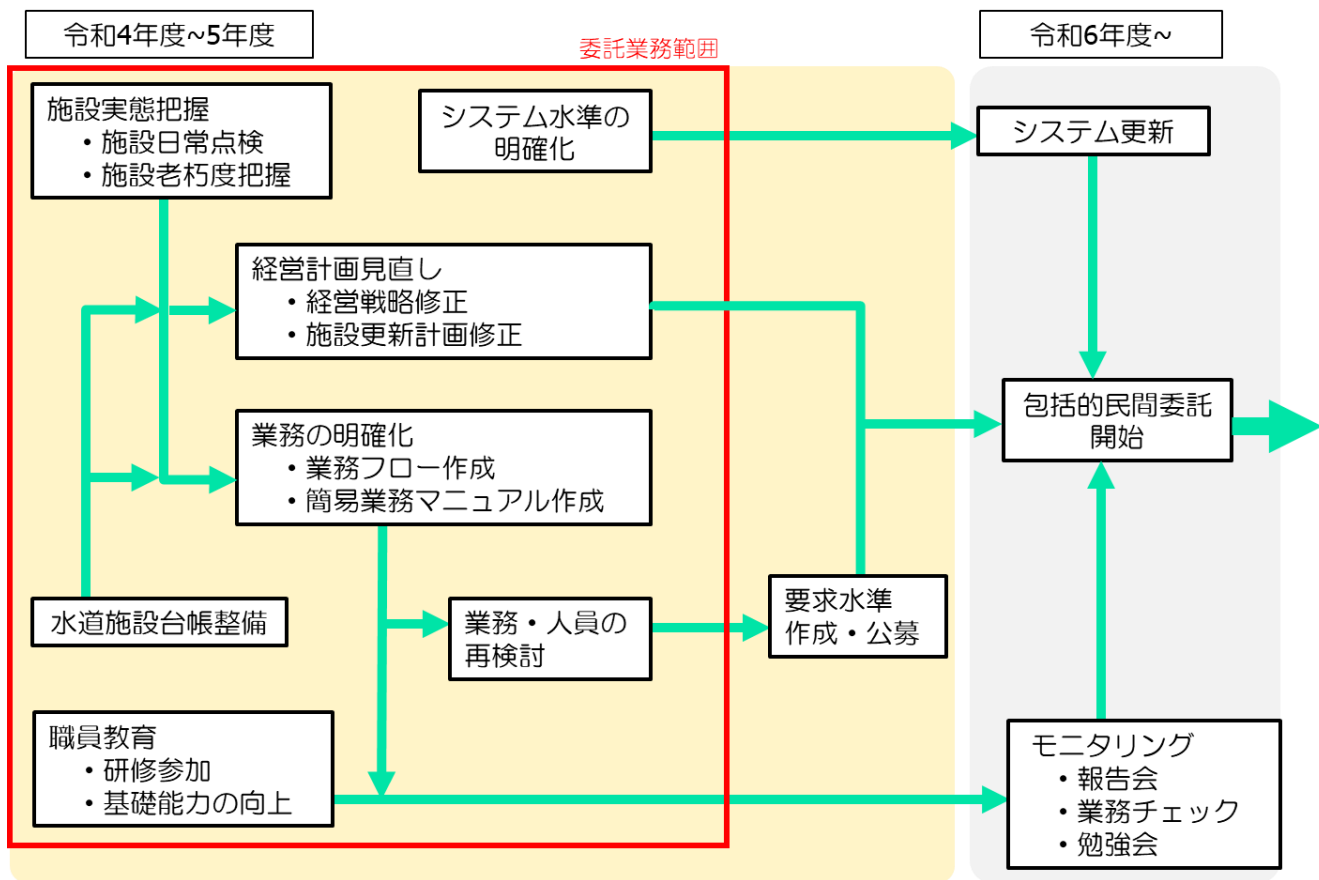 令和4年度~5年度
委託業務範囲
令和6年度~
施設実態把握
・施設日常点検
・施設老朽度把握
システム水準の
明確化
システム更新
経営計画見直し
・経営戦略修正
・施設更新計画修正
包括的民間委託
開始
業務の明確化
・業務フロー作成
・簡易業務マニュアル作成
水道施設台帳整備
業務・人員の
再検討
要求水準
作成・公募
職員教育
・研修参加
・基礎能力の向上
モニタリング
・報告会
・業務チェック
・勉強会